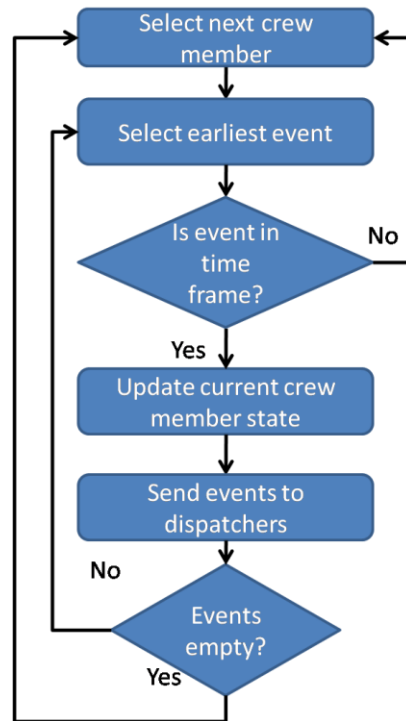 Select next crew
member
Select earliest event
Is event in
time
frame?
No
Yes
Update current crew
member state
Send events to
dispatchers
No
Events
empty?
Yes